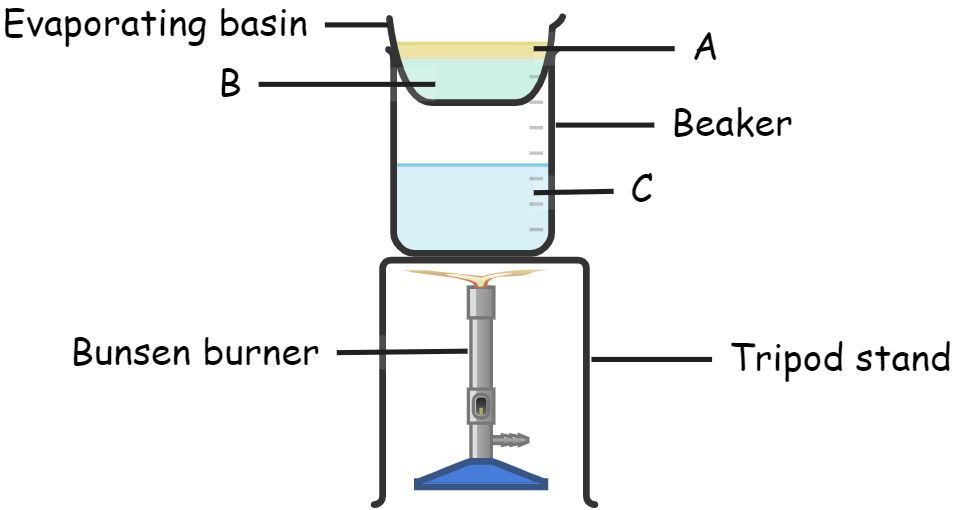 Evaporating basin
A
B
Beaker
C
Bunsen burner
Tripod stand